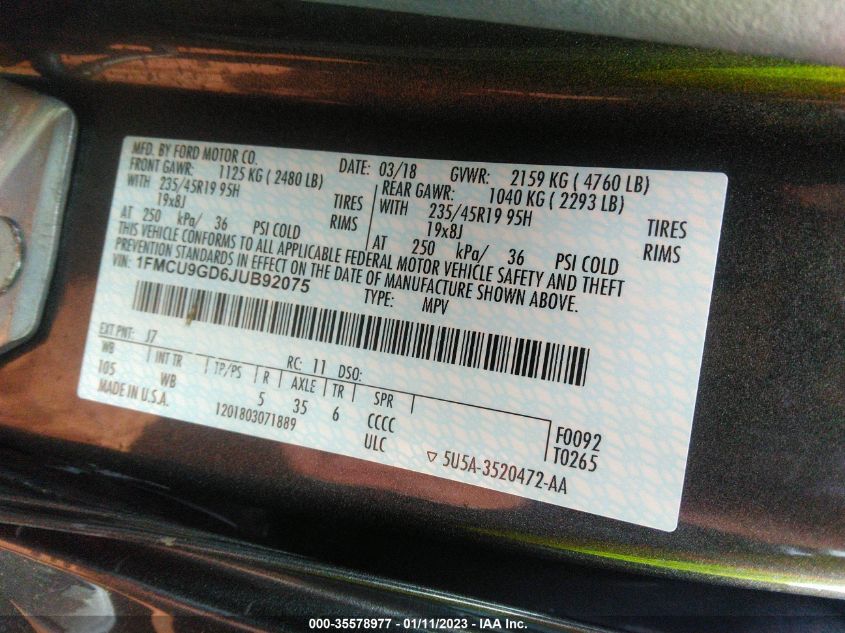 MFD. BY FORD MOTOR CO. DATE: 03/18 GVWR: 2159 KG ( 4760 LB)
FRONT GAWR: 1125 KG ( 2480 LB) REAR GAWR: 1040 KG ( 2293 LB)
WITH 235/45R19 95H TIRES WITH 235/45R19 95H TIRES
19x8J RIMS 19x8J RIMS
AT 250 kPa/ 36 PSI COLD AT 250 kPa/ 36 PSI COLD
THIS VEHICLE CONFORMS TO ALL APPLICABLE FEDERAL MOTOR VEHICLE SAFETY AND THEFT
PREVENTION STANDARDS IN EFFECT ON THE DATE OF MANUFACTURE SHOWN ABOVE.
VIN: 1FMCU9GD6JUB92075
TYPE: MPV
EXT PNT: J7 RC: 11 DSO:
WB INT TR TP/PS R AXLE TR SPR
105 WB 5 35 6 CCCC F0092
MADE IN U.S.A. 1201803071889 ULC T0265
▽ 5U5A-3520472-AA
000-35578977 - 01/11/2023 - IAA Inc.